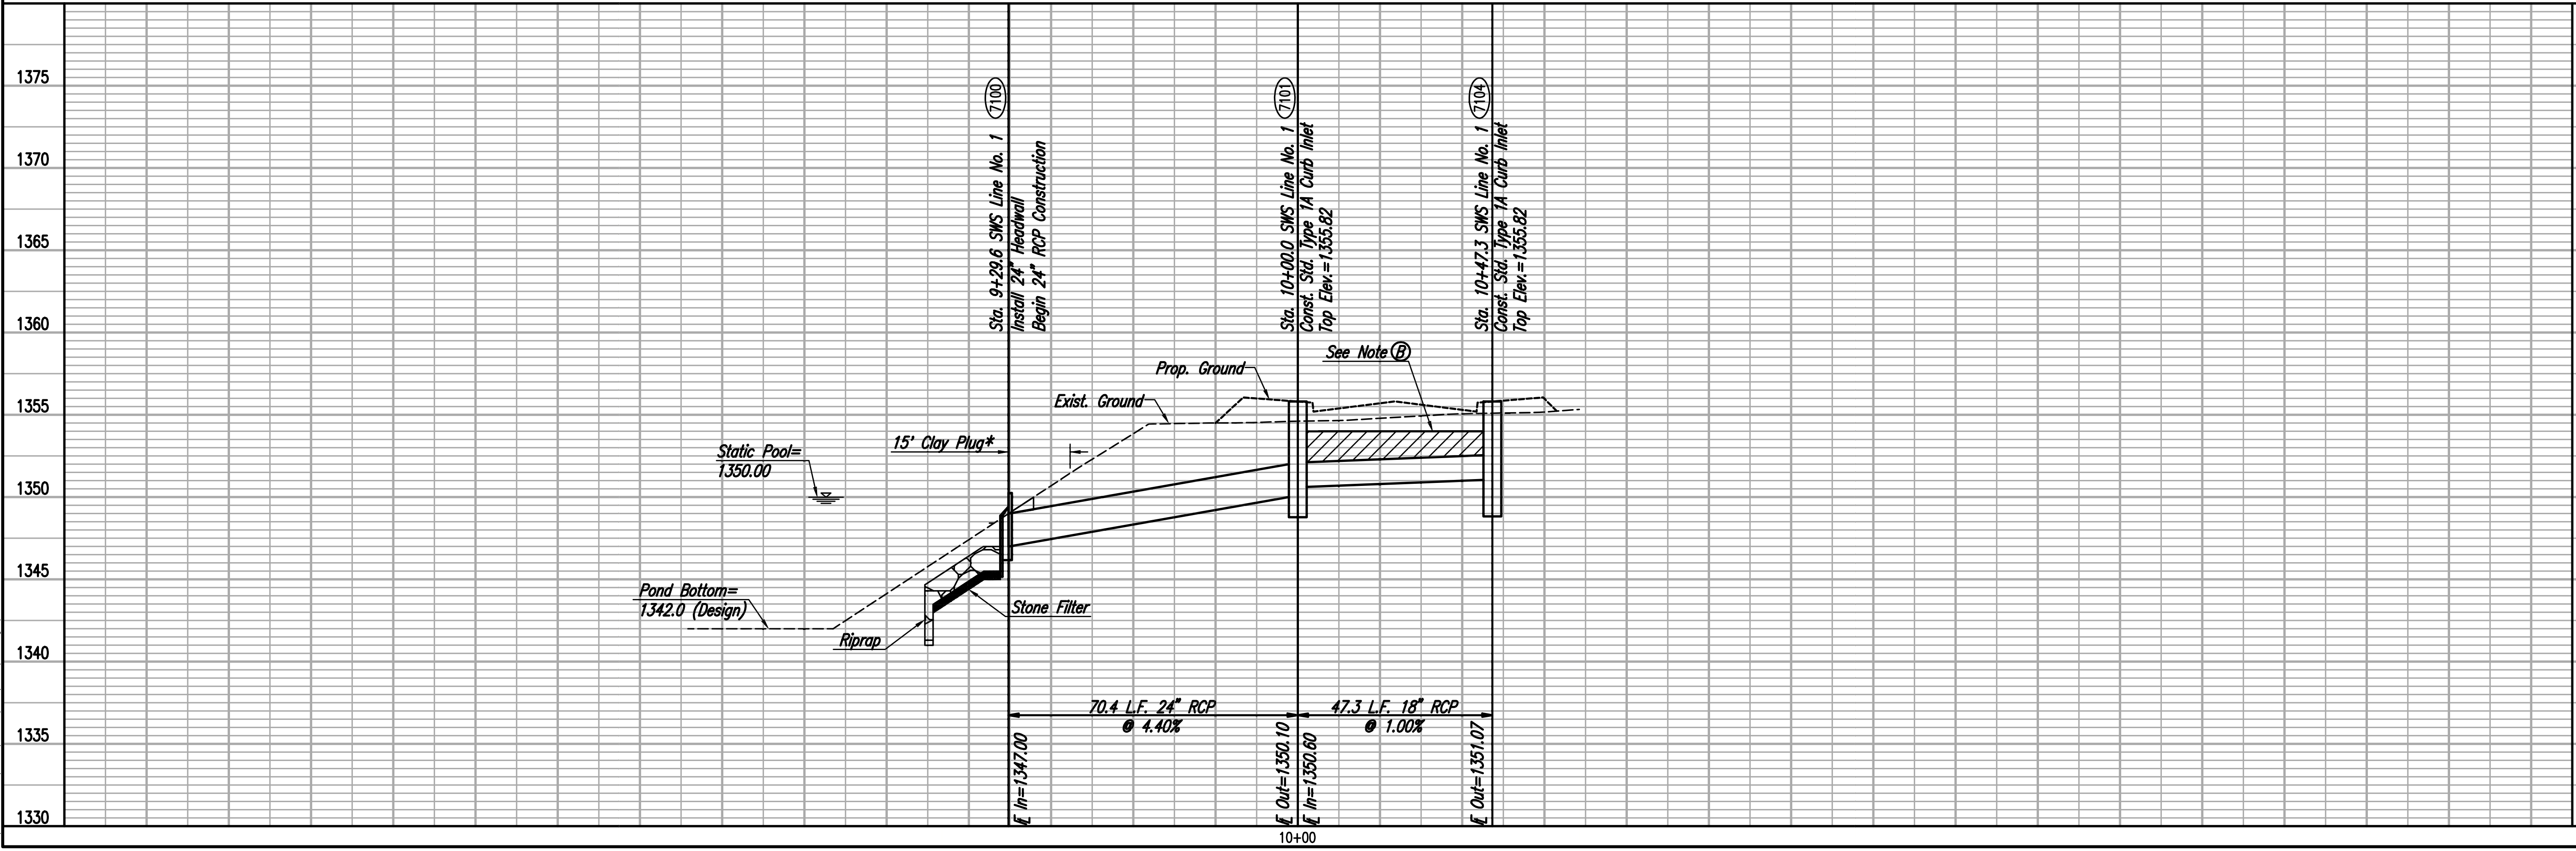 1375
1370
1365
1360
1355
1350
1345
1340
1335
1330
7100
Sta. 9+29.6 SWS Line No. 1
Install 24" Headwall
Begin 24" RCP Construction
7101
Sta. 10+00.0 SWS Line No. 1
Const. Std. Type 1A Curb Inlet
Top Elev.=1355.82
7104
Sta. 10+47.3 SWS Line No. 1
Const. Std. Type 1A Curb Inlet
Top Elev.=1355.82
See Note B
Prop. Ground
Exist. Ground
15' Clay Plug*
Static Pool=
1350.00
Pond Bottom=
1342.0 (Design)
Stone Filter
Riprap
70.4 L.F. 24" RCP
@ 4.40%
47.3 L.F. 18" RCP
@ 1.00%
In=1347.00
Out=1350.10
In=1350.60
Out=1351.07
10+00